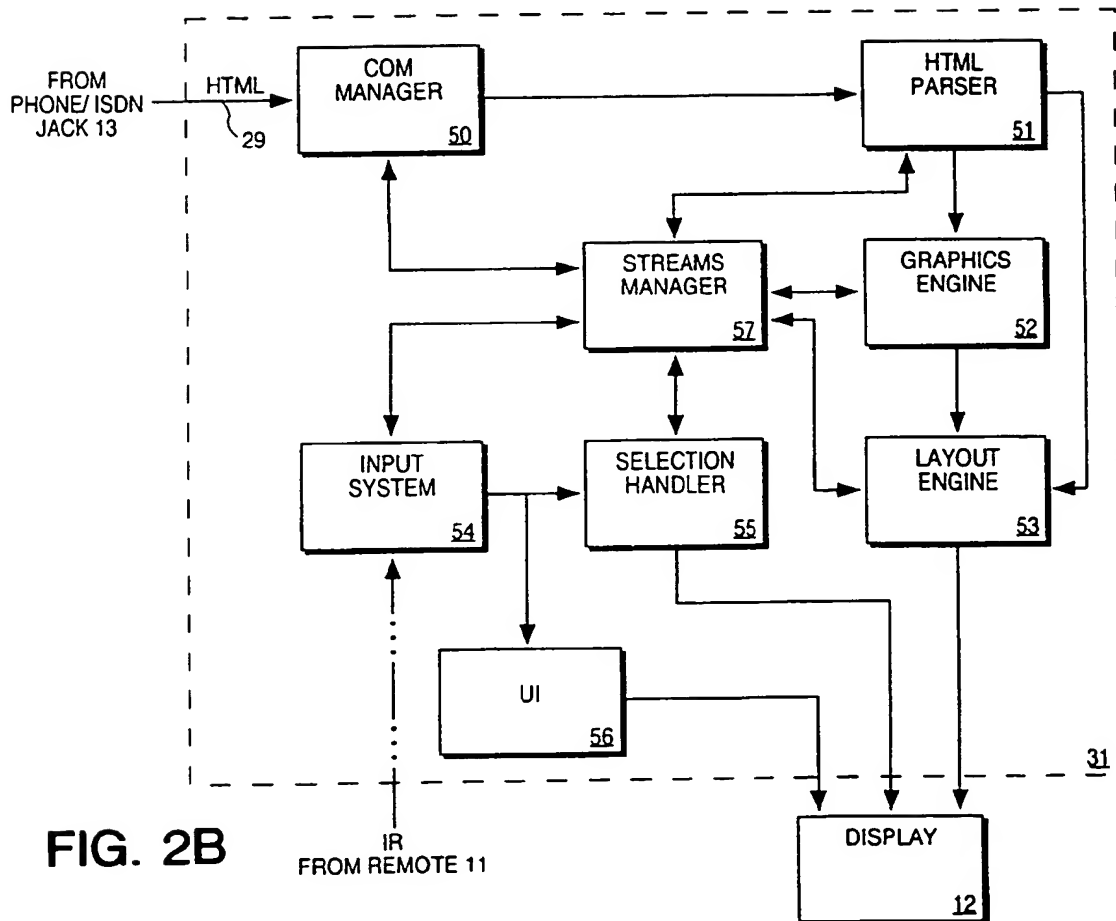 FROM
PHONE/ ISDN
JACK 13
HTML
29
COM
MANAGER
50
HTML
PARSER
51
STREAMS
MANAGER
57
GRAPHICS
ENGINE
52
INPUT
SYSTEM
54
SELECTION
HANDLER
55
LAYOUT
ENGINE
53
UI
56
31
FIG. 2B
IR
FROM REMOTE 11
DISPLAY
12